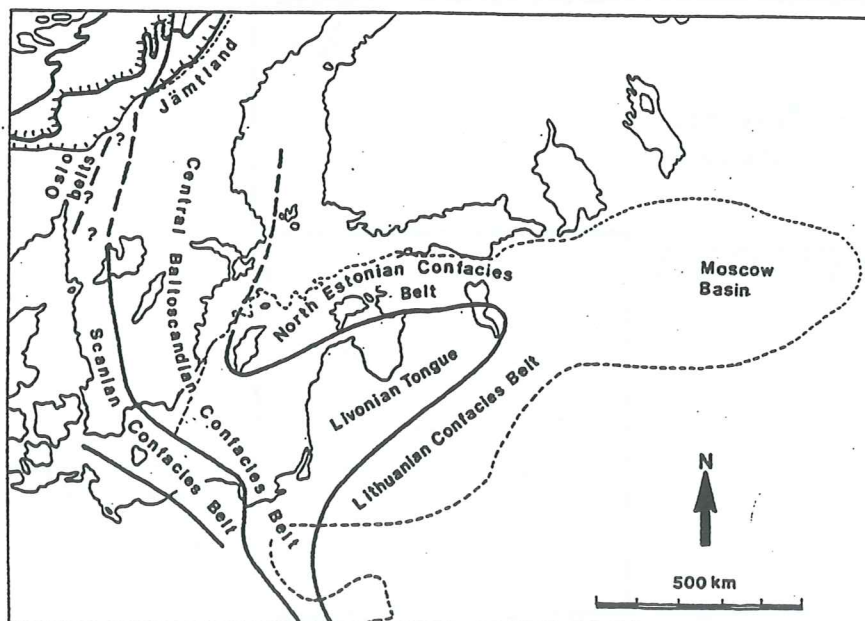 Jämtland
Oslo
belts
?
?
?
Central Baltoscandian Confacies Belt
North Estonian Confacies
Belt
Moscow
Basin
Scanian Confacies Belt
Livonian Tongue
Lithuanian Confacies Belt
N
500 km